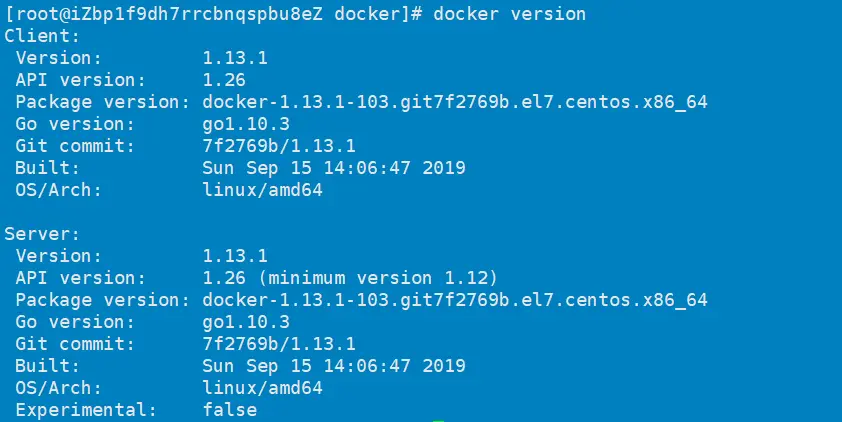 [root@iZbp1f9dh7rrcbnqspbu8eZ docker]# docker version
Client:
 Version:         1.13.1
 API version:     1.26
 Package version: docker-1.13.1-103.git7f2769b.el7.centos.x86_64
 Go version:      go1.10.3
 Git commit:      7f2769b/1.13.1
 Built:           Sun Sep 15 14:06:47 2019
 OS/Arch:         linux/amd64

Server:
 Version:         1.13.1
 API version:     1.26 (minimum version 1.12)
 Package version: docker-1.13.1-103.git7f2769b.el7.centos.x86_64
 Go version:      go1.10.3
 Git commit:      7f2769b/1.13.1
 Built:           Sun Sep 15 14:06:47 2019
 OS/Arch:         linux/amd64
 Experimental:    false